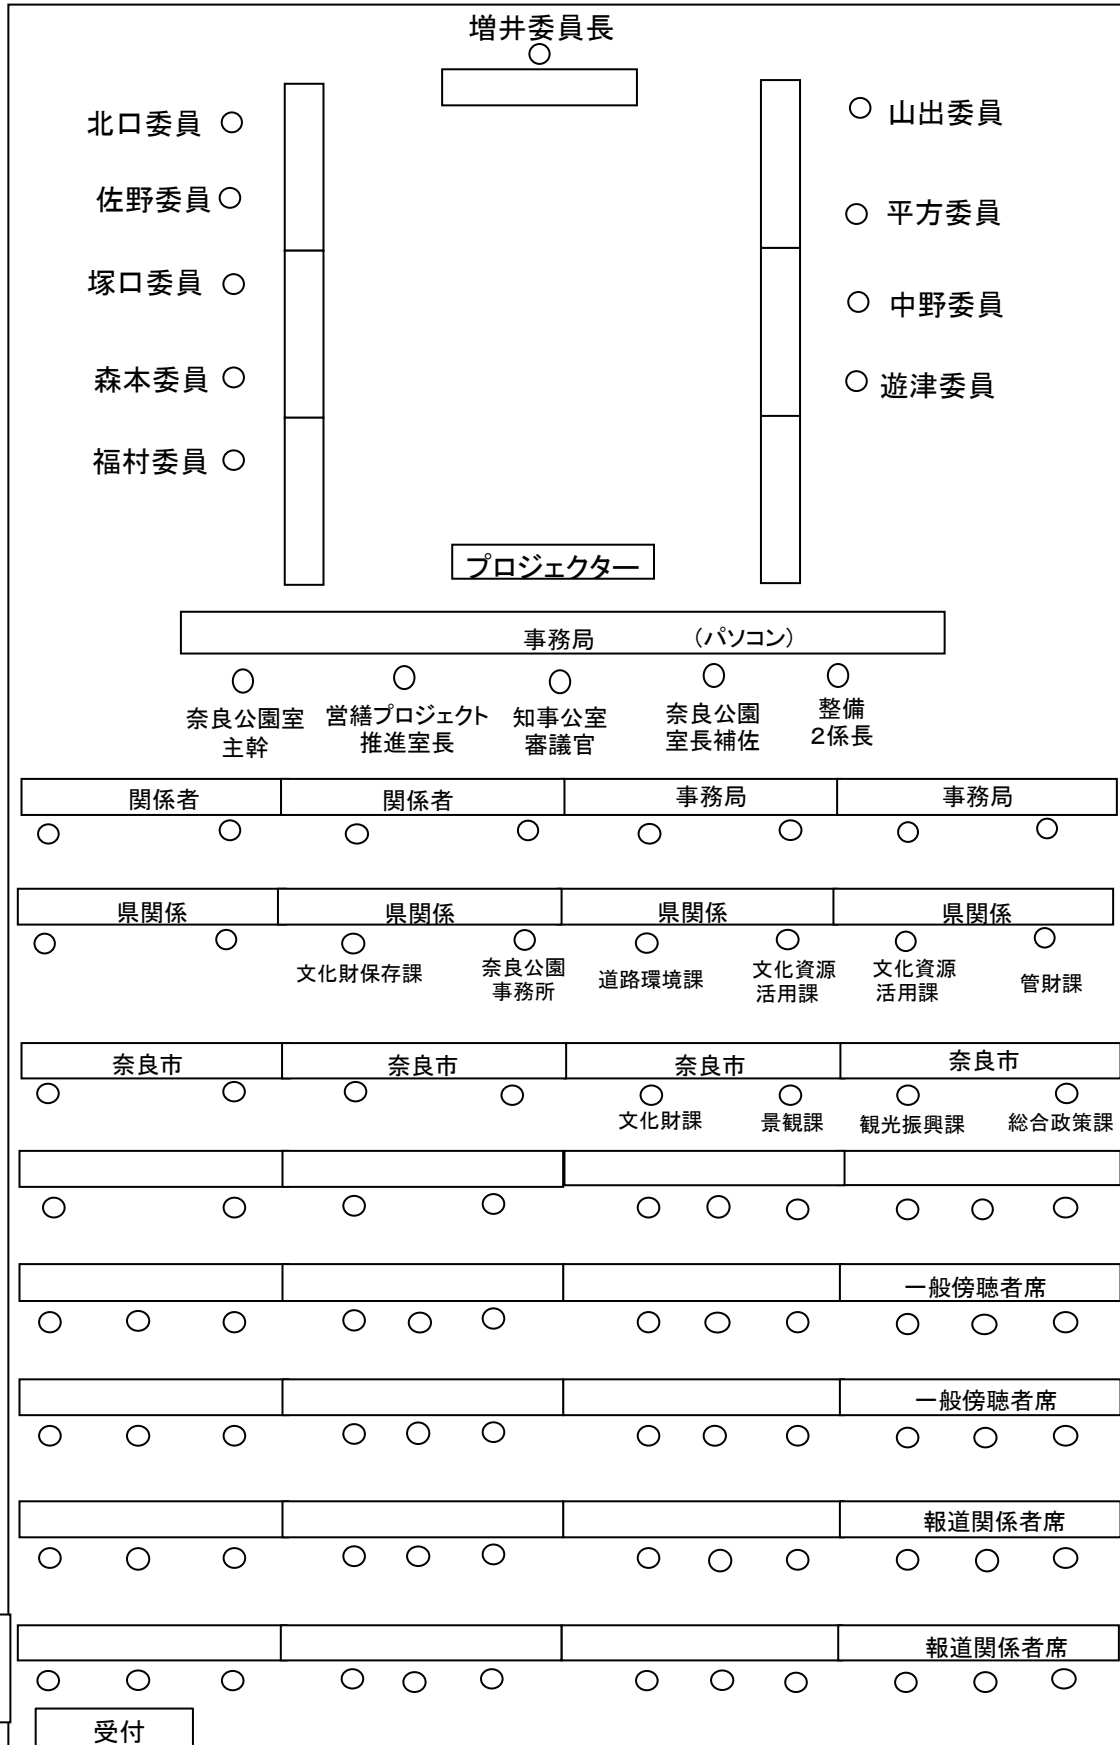 増井委員長
北口委員
山出委員
佐野委員
平方委員
塚口委員
中野委員
森本委員
遊津委員
福村委員
プロジェクター
事務局 （パソコン）
奈良公園室
主幹
営繕プロジェクト
推進室長
知事公室
審議官
奈良公園
室長補佐
整備
２係長
関係者 関係者 事務局 事務局
県関係 県関係 県関係 県関係
文化財保存課
奈良公園
事務所
道路環境課
文化資源
活用課
文化資源
活用課
管財課
奈良市 奈良市 奈良市 奈良市
文化財課 景観課 観光振興課 総合政策課
一般傍聴者席
一般傍聴者席
報道関係者席
報道関係者席
受付